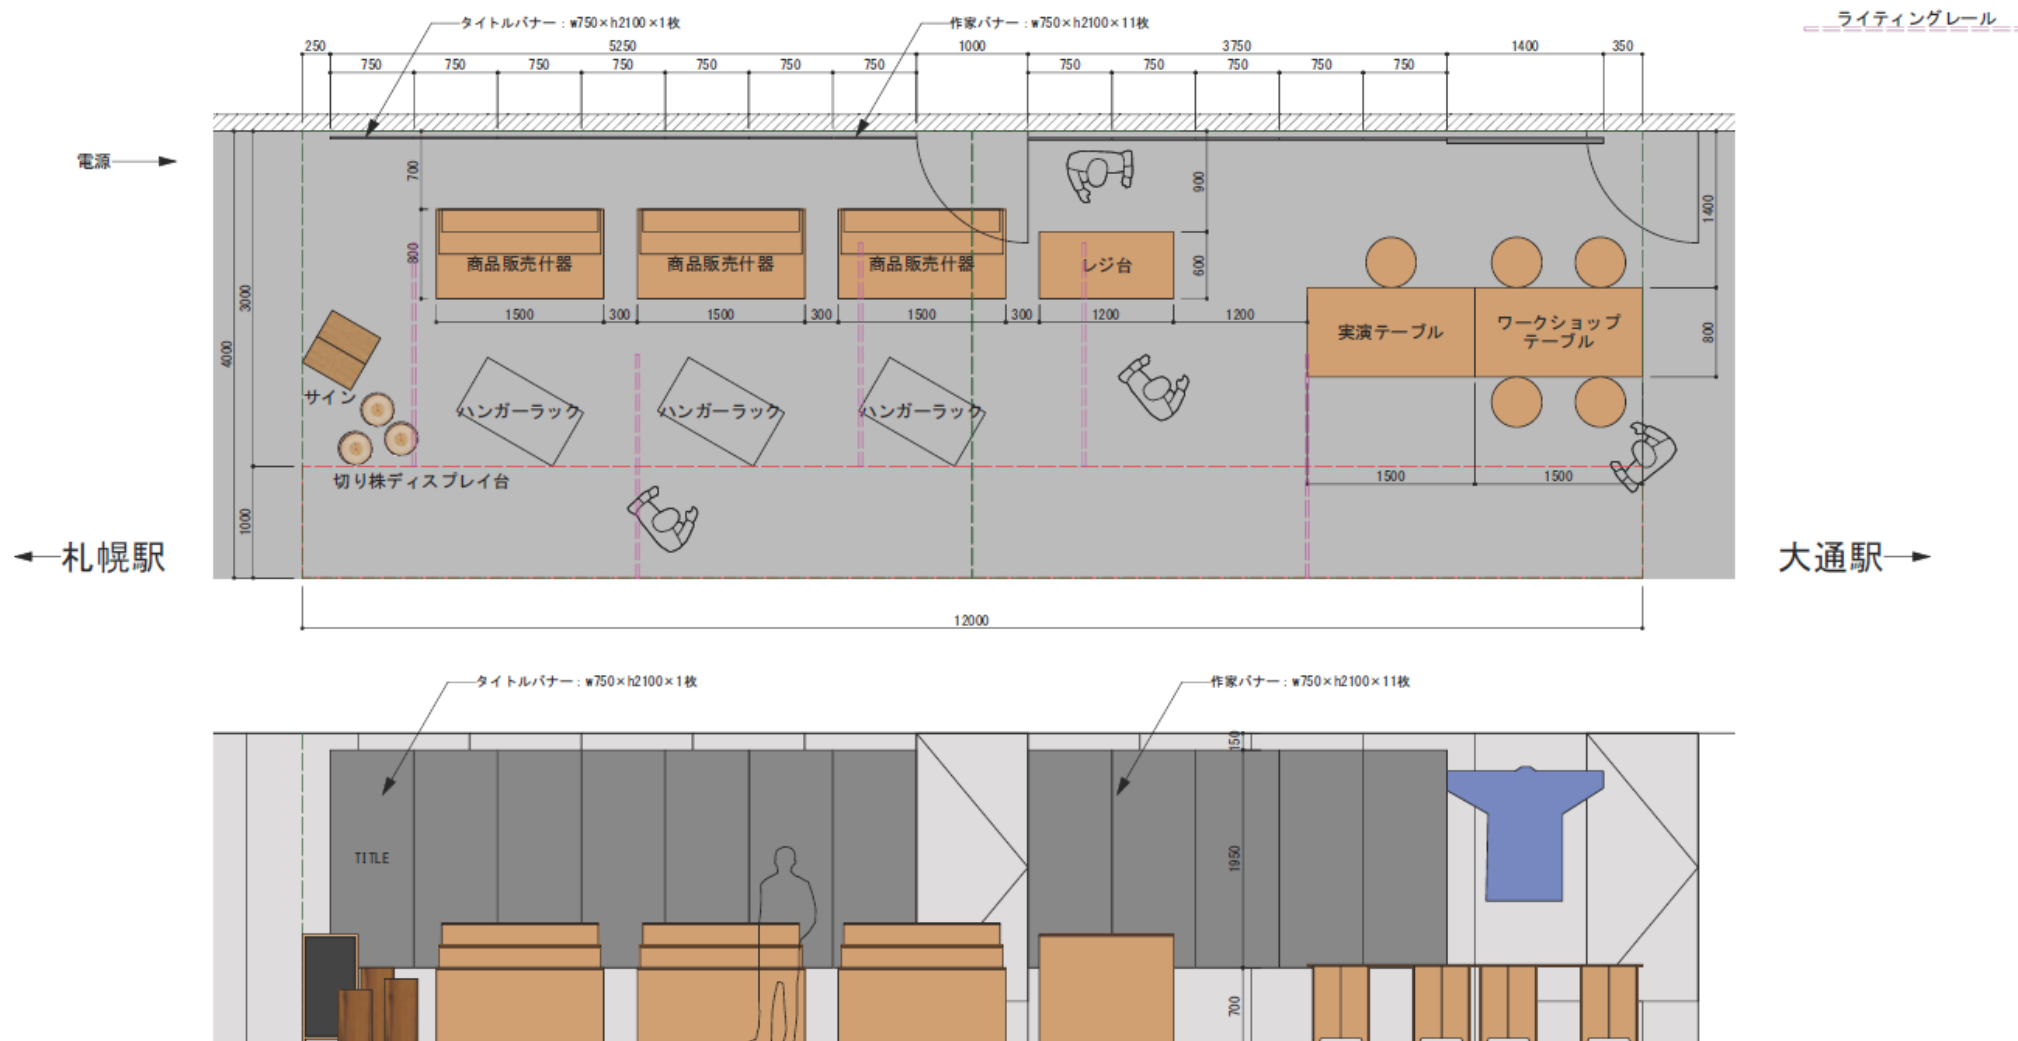 タイトルバナー：w750×h2100×1枚
作家バナー：w750×h2100×11枚
ライティングレール
250
5250
1000
3750
1400
350
750
750
750
750
750
750
750
750
750
750
750
750
電源
700
900
1400
800
商品販売什器
商品販売什器
商品販売什器
レジ台
600
3000
1500
300
1500
300
1500
300
1200
1200
実演テーブル
ワークショップ
テーブル
800
4000
サイン
ハンガーラック
ハンガーラック
ハンガーラック
切り株ディスプレイ台
1500
1500
1000
札幌駅
大通駅
12000
タイトルバナー：w750×h2100×1枚
作家バナー：w750×h2100×11枚
150
TITLE
1950
700